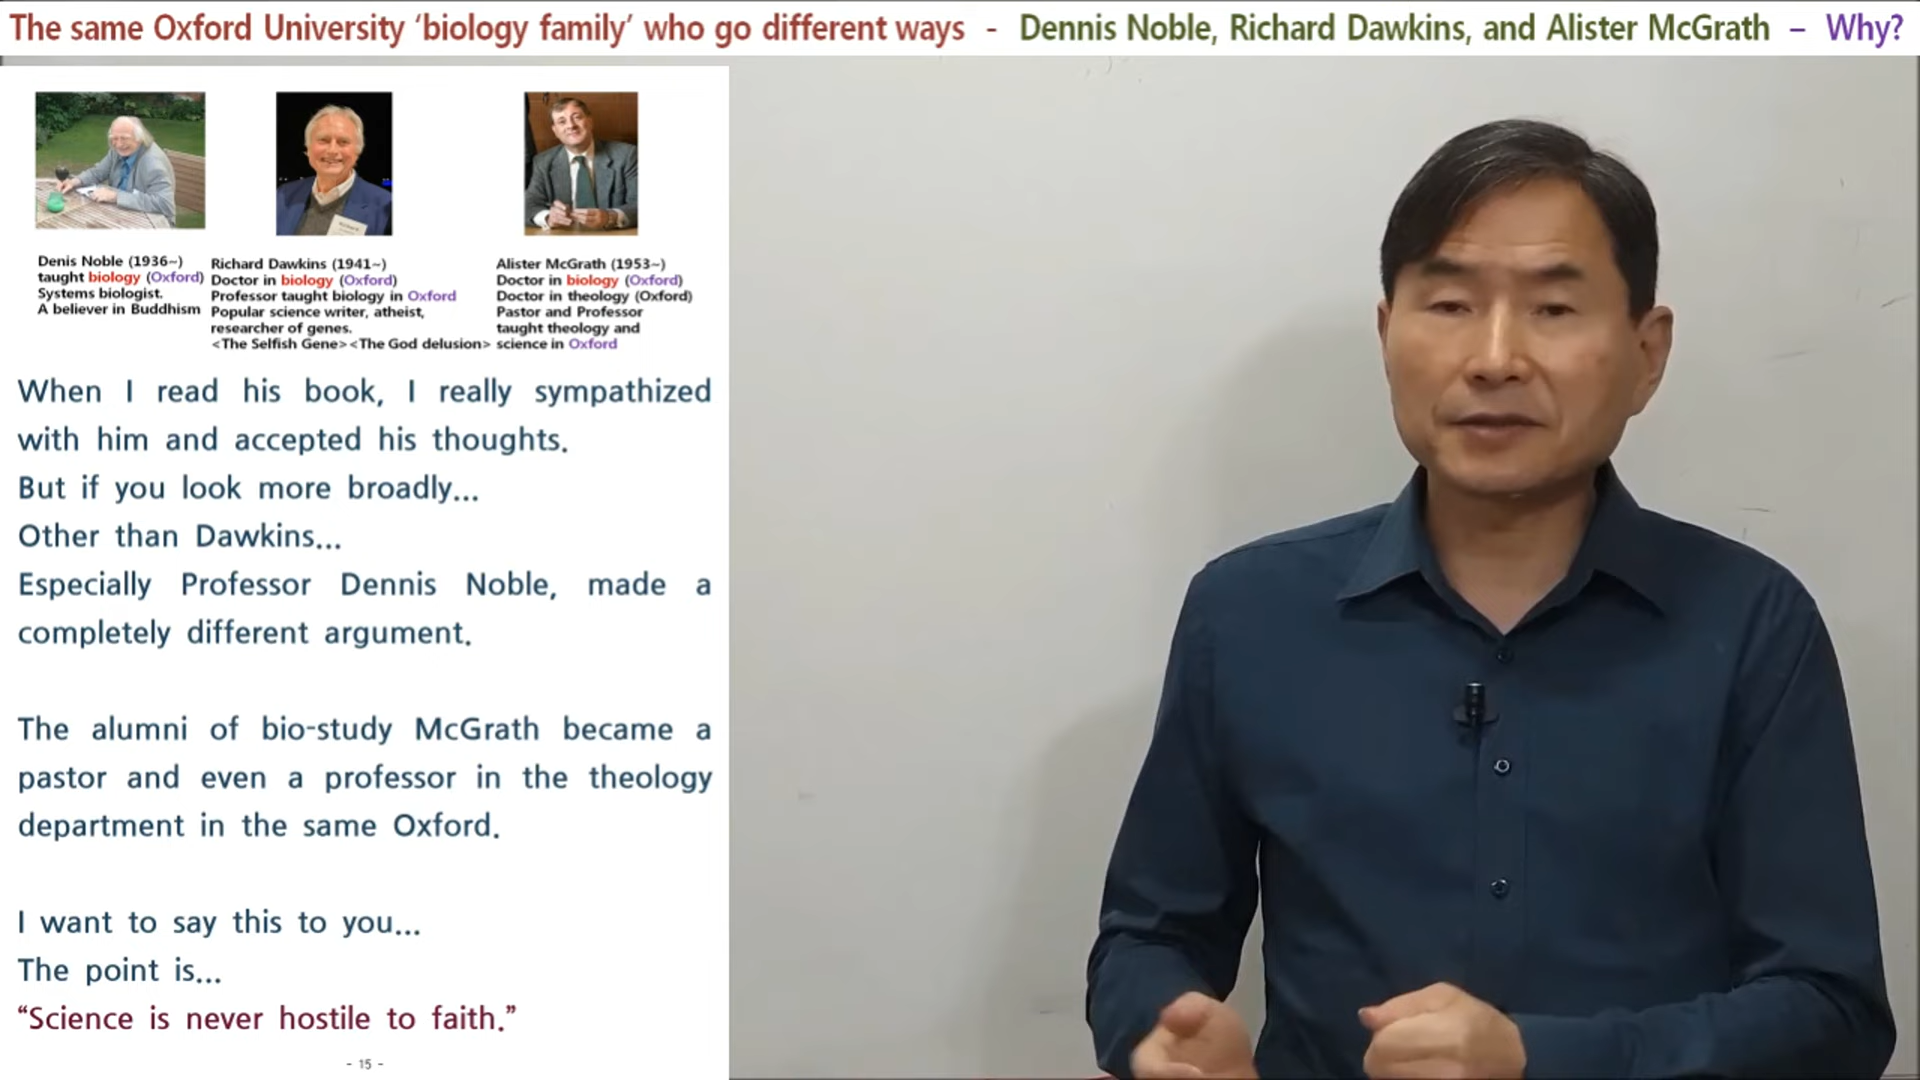 The same Oxford University ‘biology family’ who go different ways - Dennis Noble, Richard Dawkins, and Alister McGrath – Why?
Denis Noble (1936~)
taught biology (Oxford)
Systems biologist.
A believer in Buddhism
Richard Dawkins (1941~)
Doctor in biology (Oxford)
Professor taught biology in Oxford
Popular science writer, atheist,
researcher of genes.
<The Selfish Gene><The God delusion>
Alister McGrath (1953~)
Doctor in biology (Oxford)
Doctor in theology (Oxford)
Pastor and Professor
taught theology and
science in Oxford
When I read his book, I really sympathized
with him and accepted his thoughts.
But if you look more broadly...
Other than Dawkins...
Especially Professor Dennis Noble, made a
completely different argument.
The alumni of bio-study McGrath became a
pastor and even a professor in the theology
department in the same Oxford.
I want to say this to you...
The point is...
“Science is never hostile to faith.”
- 15 -